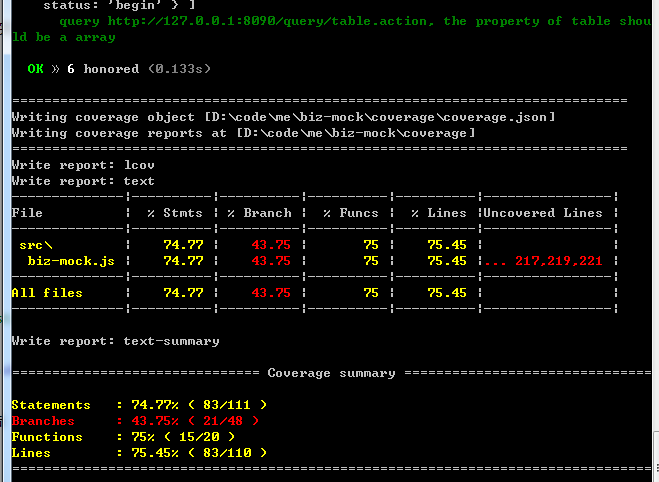 status: 'begin' } ]
query http://127.0.0.1:8090/query/table.action, the property of table shou
ld be a array
OK » 6 honored (0.133s)
=============================================================================
Writing coverage object [D:\code\me\biz-mock\coverage\coverage.json]
Writing coverage reports at [D:\code\me\biz-mock\coverage]
=============================================================================
Write report: lcov
Write report: text
--------------|----------|----------|----------|----------|----------------|
File          |  % Stmts | % Branch |  % Funcs |  % Lines |Uncovered Lines |
--------------|----------|----------|----------|----------|----------------|
 src\         |    74.77 |    43.75 |       75 |    75.45 |                |
  biz-mock.js |    74.77 |    43.75 |       75 |    75.45 |... 217,219,221 |
--------------|----------|----------|----------|----------|----------------|
All files     |    74.77 |    43.75 |       75 |    75.45 |                |
--------------|----------|----------|----------|----------|----------------|
Write report: text-summary
=============================== Coverage summary ===============================
Statements   : 74.77% ( 83/111 )
Branches     : 43.75% ( 21/48 )
Functions    : 75% ( 15/20 )
Lines        : 75.45% ( 83/110 )
================================================================================